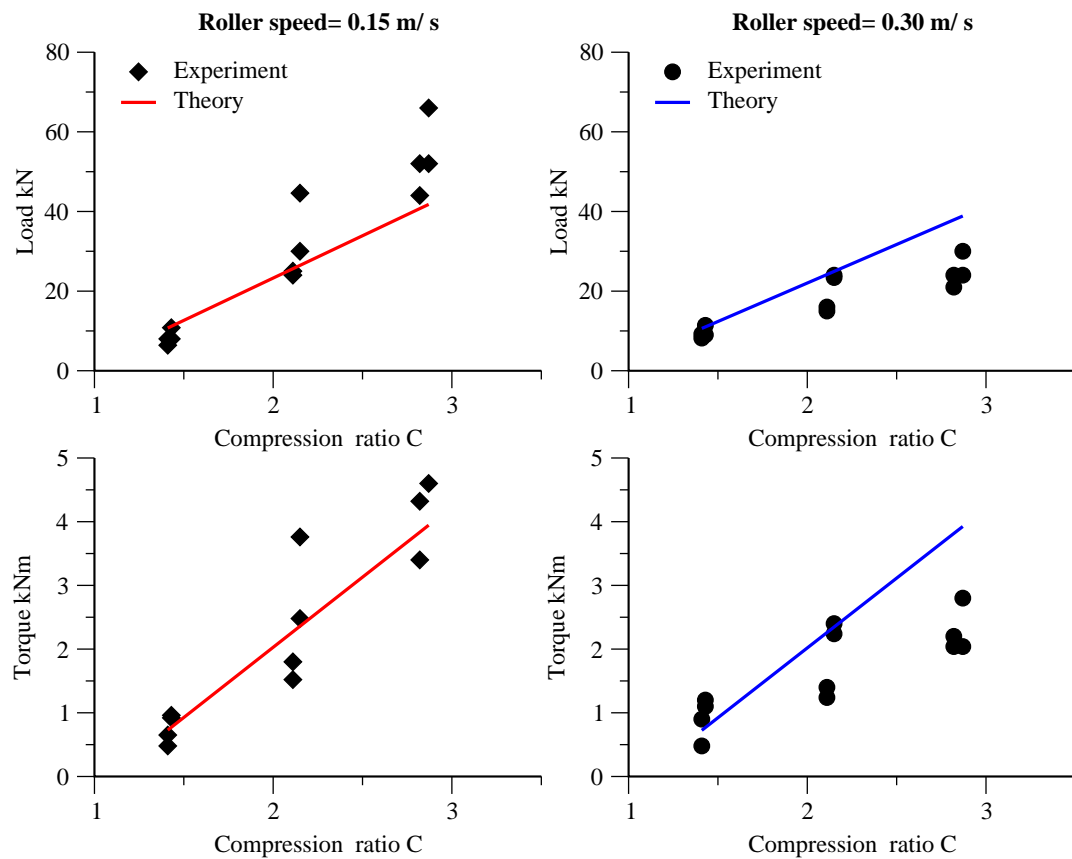 Roller speed= 0.15 m/ s
80
60
40
20
0
Load kN
Experiment
Theory
1
2
3
Compression ratio C
Roller speed= 0.30 m/ s
80
60
40
20
0
Load kN
Experiment
Theory
1
2
3
Compression ratio C
5
4
3
2
1
0
Torque kNm
1
2
3
Compression ratio C
5
4
3
2
1
0
Torque kNm
1
2
3
Compression ratio C